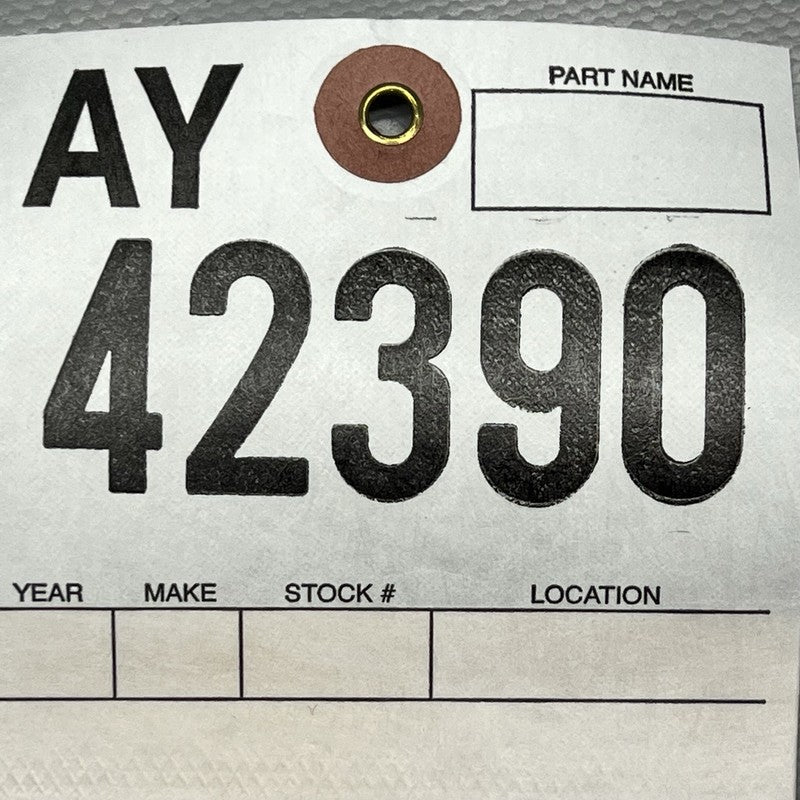 AY PART NAME
42390
YEAR MAKE STOCK # LOCATION